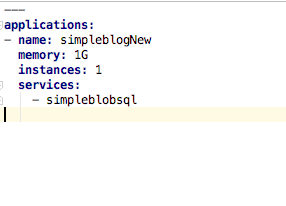 ---
applications:
- name: simpleblogNew
  memory: 1G
  instances: 1
  services:
    - simpleblobsql